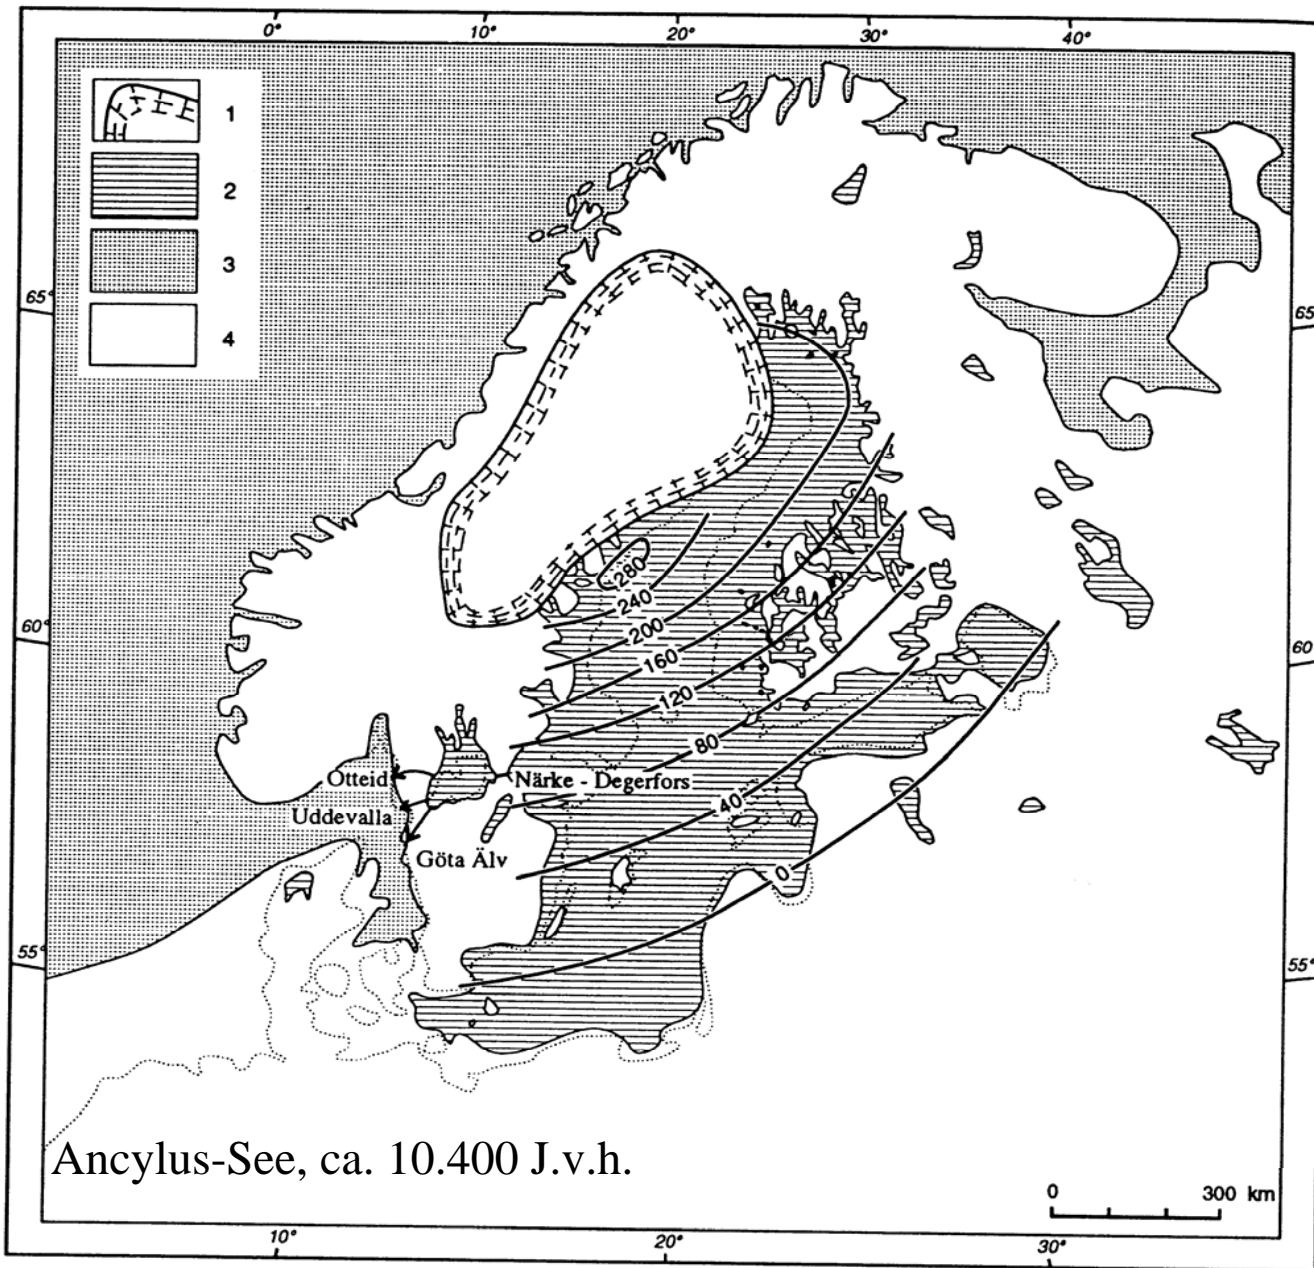 0° 10° 20° 30° 40°
1
2
3
4
65° 65°
280
240
200
160
60° 60°
120
80
Otteid Närke - Degerfors
40
Uddevalla
Göta Älv
0
55° 55°
Ancylus-See, ca. 10.400 J.v.h.
0 300 km
10° 20° 30°